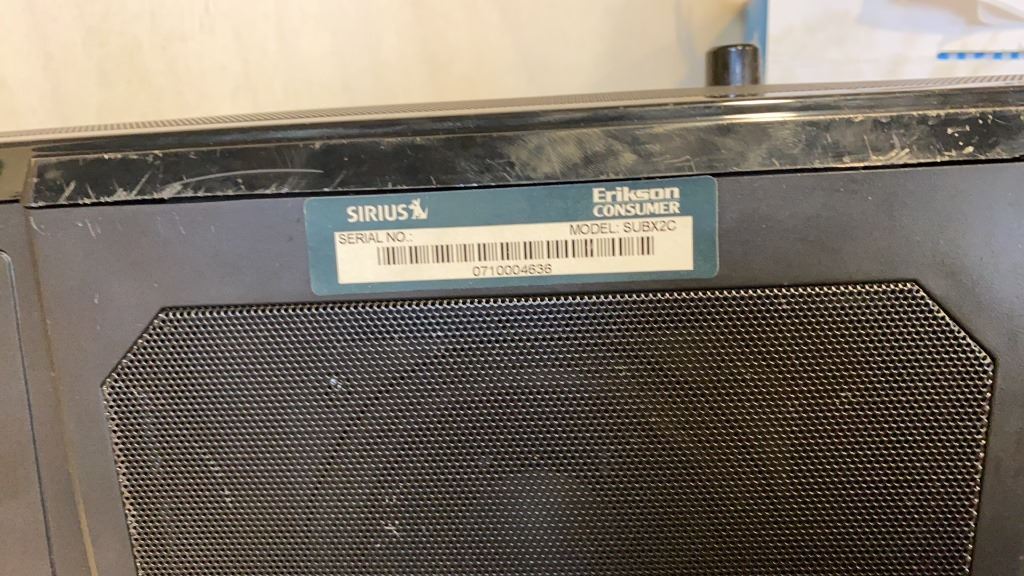 SIRIUS
Erikson
CONSUMER
SERIAL NO.:
MODEL: SUBX2C
0710004636